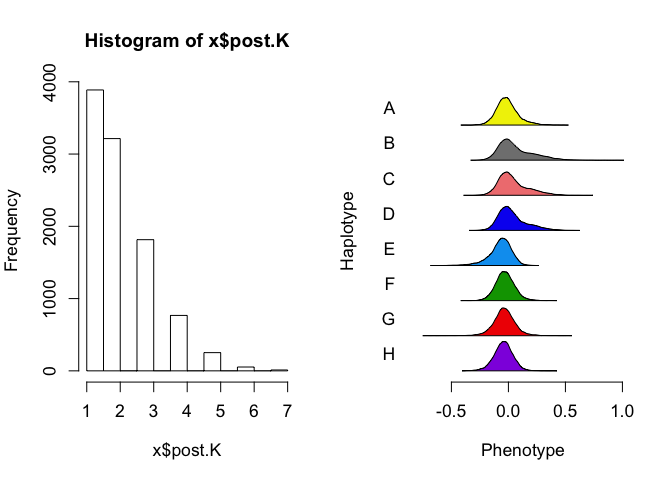 Histogram of x$post.K
Frequency
0
1000
2000
3000
4000
1 2 3 4 5 6 7
x$post.K
Haplotype
A
B
C
D
E
F
G
H
-0.5 0.0 0.5 1.0
Phenotype